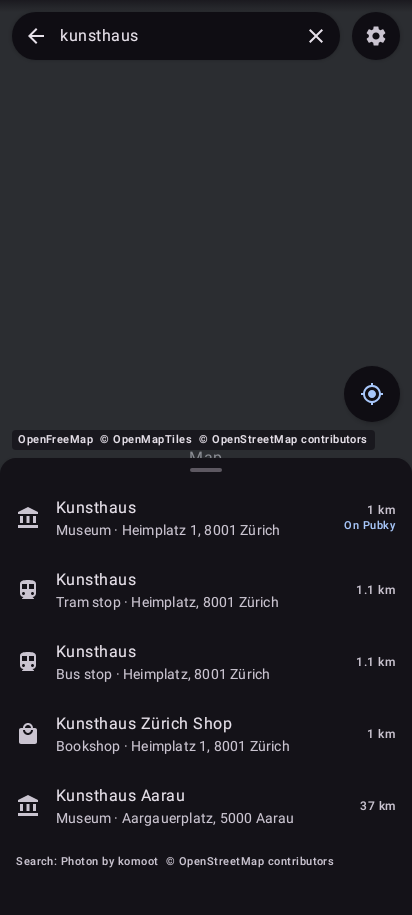 kunsthaus
OpenFreeMap © OpenMapTiles © OpenStreetMap contributors
Map
Kunsthaus
1 km
Museum · Heimplatz 1, 8001 Zürich
On Pubky
Kunsthaus
Tram stop · Heimplatz, 8001 Zürich
1.1 km
Kunsthaus
Bus stop · Heimplatz, 8001 Zürich
1.1 km
Kunsthaus Zürich Shop
Bookshop · Heimplatz 1, 8001 Zürich
1 km
Kunsthaus Aarau
Museum · Aargauerplatz, 5000 Aarau
37 km
Search: Photon by komoot © OpenStreetMap contributors